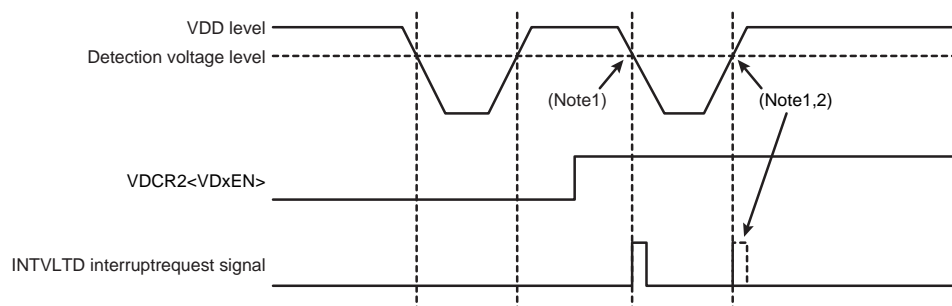 VDD level
Detection voltage level
(Note1)
(Note1,2)
VDCR2<VDxEN>
INTVLTD interruptrequest signal